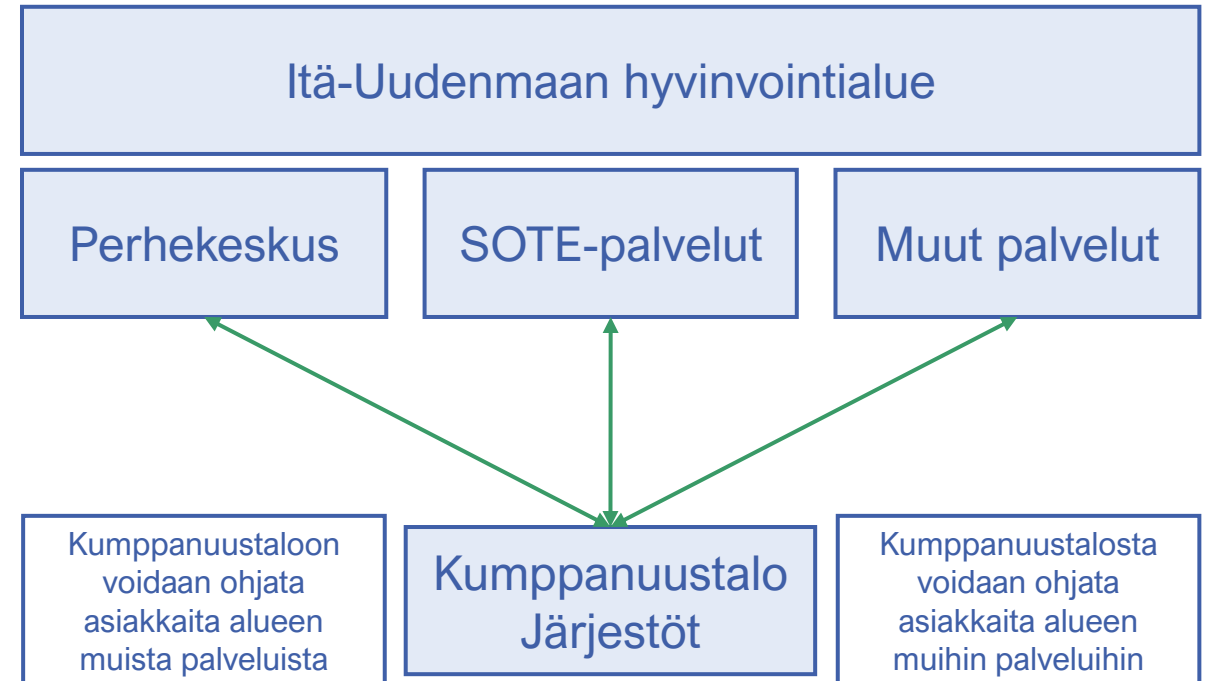 Itä-Uudenmaan hyvinvointialue
Perhekeskus
SOTE-palvelut
Muut palvelut
Kumppanuustaloon
voidaan ohjata
asiakkaita alueen
muista palveluista
Kumppanuustalo
Järjestöt
Kumppanuustalosta
voidaan ohjata
asiakkaita alueen
muihin palveluihin